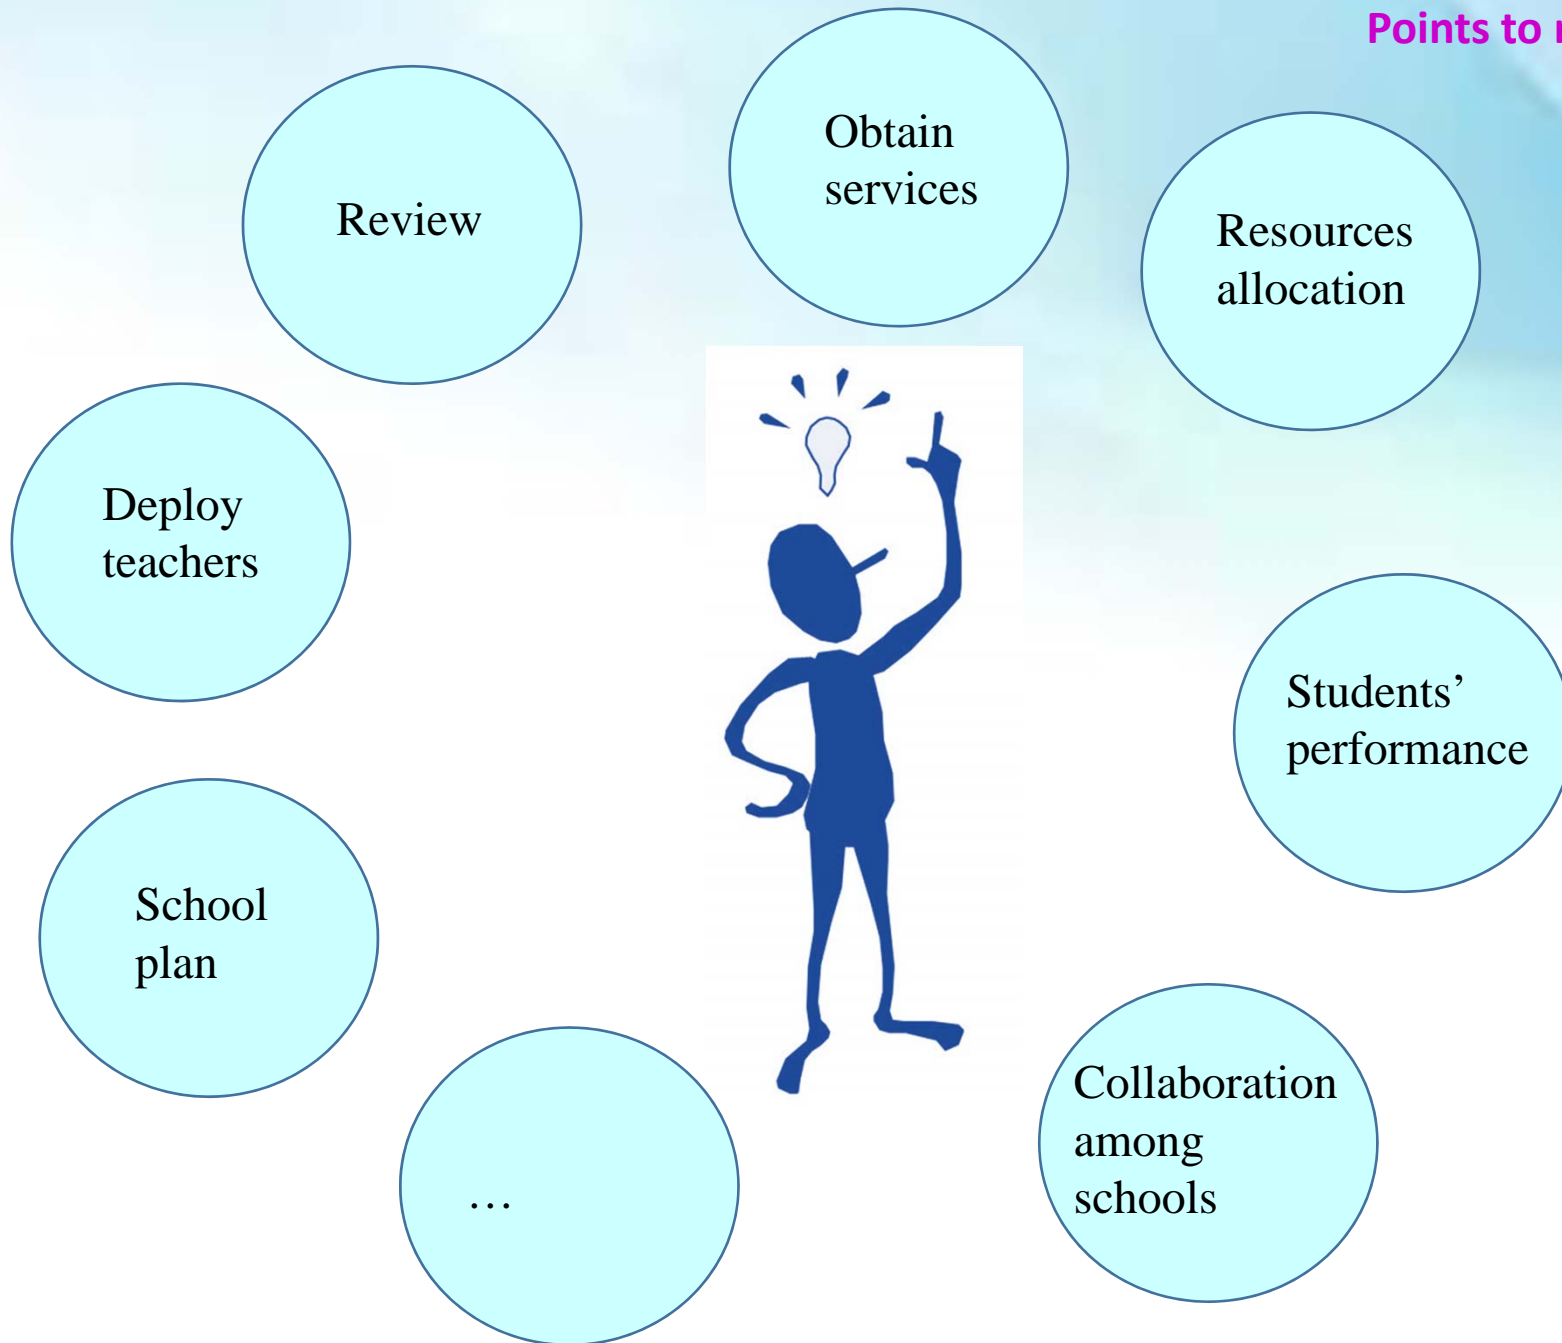 Points to
Obtain
services
Review
Resources
allocation
Deploy
teachers
Students’
performance
School
plan
Collaboration
among
schools
…